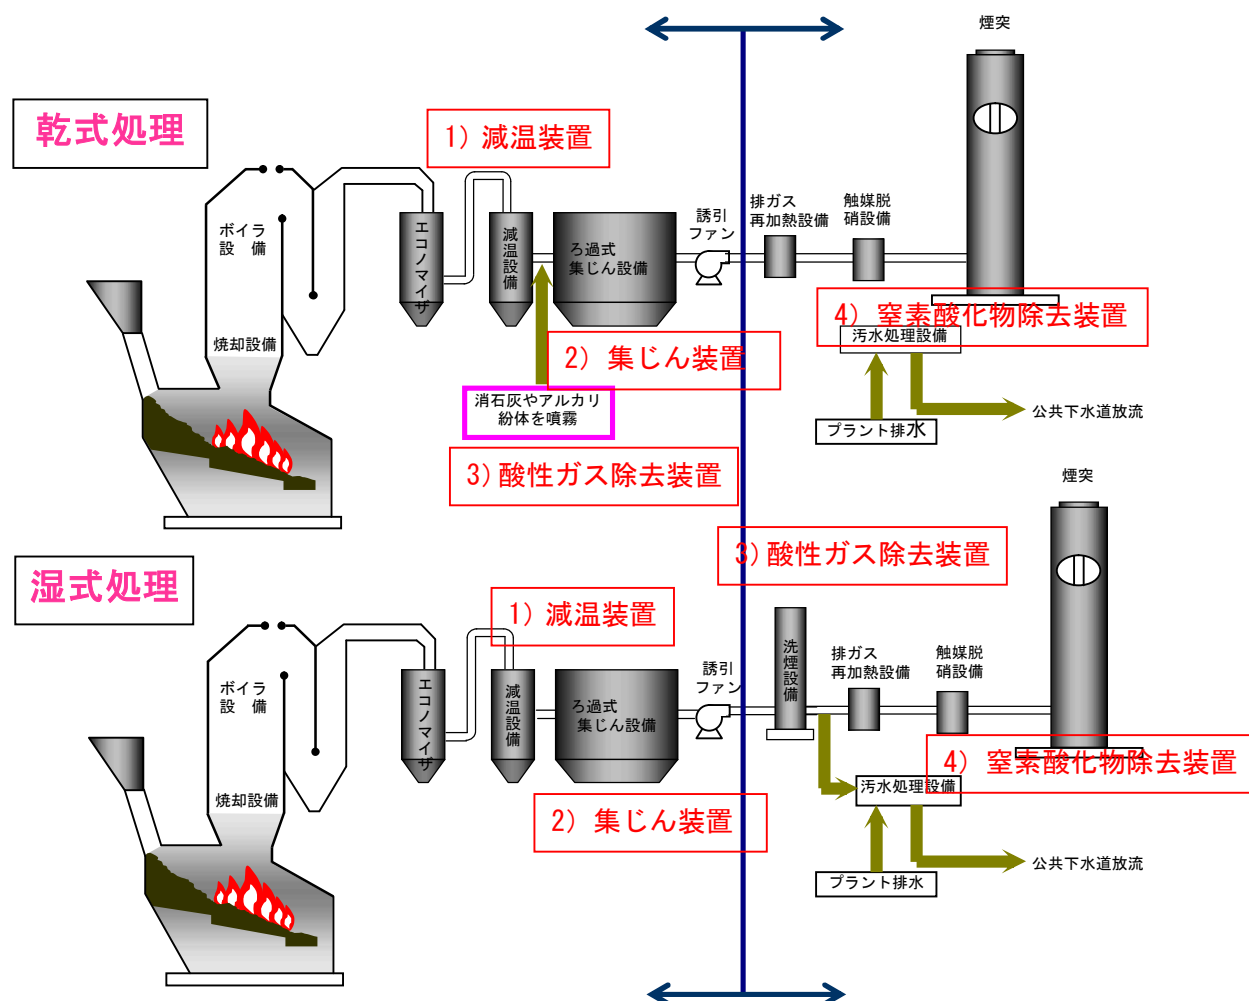 煙突
乾式処理
1）減温装置
ボイラ
設　備
エコノマイザ
減温設備
ろ過式
集じん設備
誘引
ファン
排ガス
再加熱設備
触媒脱
硝設備
焼却設備
2）集じん装置
4）窒素酸化物除去装置
汚水処理設備
消石灰やアルカリ
紛体を噴霧
公共下水道放流
プラント排水
3）酸性ガス除去装置
煙突
3）酸性ガス除去装置
湿式処理
1）減温装置
ボイラ
設　備
エコノマイザ
減温設備
ろ過式
集じん設備
誘引
ファン
洗煙設備
排ガス
再加熱設備
触媒脱
硝設備
4）窒素酸化物除去装置
焼却設備
2）集じん装置
汚水処理設備
公共下水道放流
プラント排水